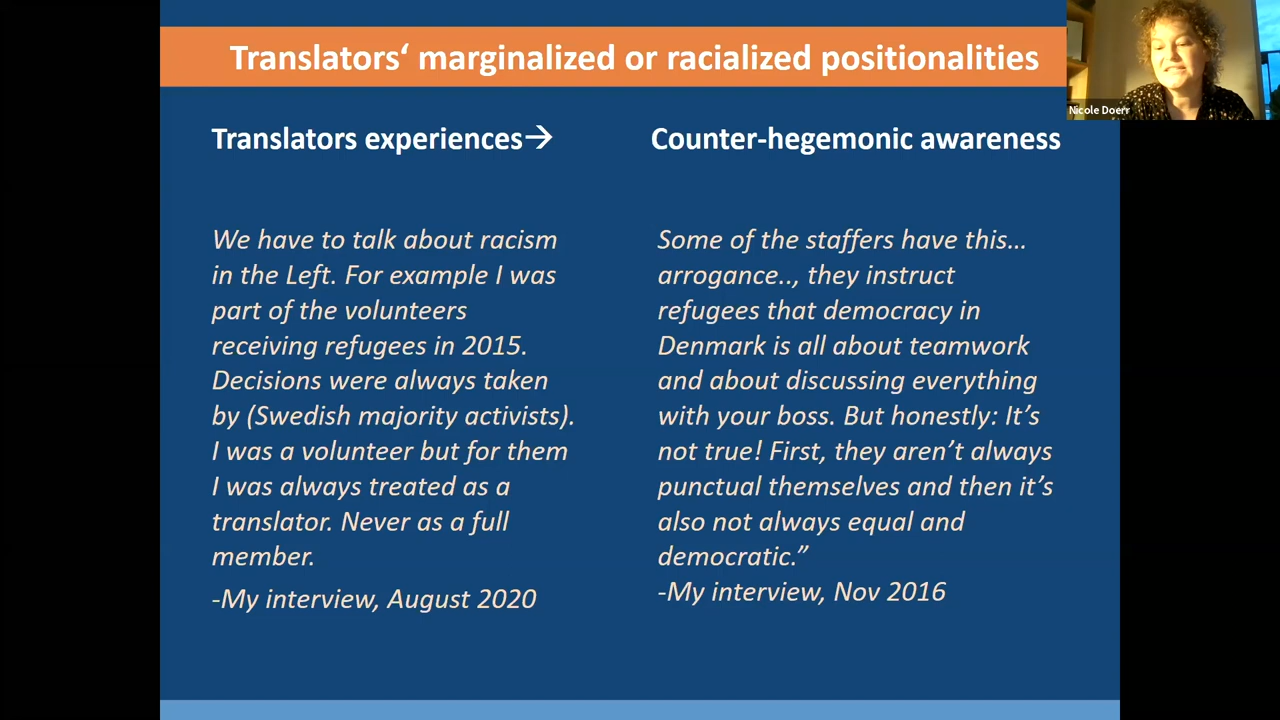 Translators‘ marginalized or racialized positionalities
Nicole Doerr
Translators experiences→
We have to talk about racism
in the Left. For example I was
part of the volunteers
receiving refugees in 2015.
Decisions were always taken
by (Swedish majority activists).
I was a volunteer but for them
I was always treated as a
translator. Never as a full
member.
-My interview, August 2020
Counter-hegemonic awareness
Some of the staffers have this…
arrogance.., they instruct
refugees that democracy in
Denmark is all about teamwork
and about discussing everything
with your boss. But honestly: It’s
not true! First, they aren’t always
punctual themselves and then it’s
also not always equal and
democratic.”
-My interview, Nov 2016